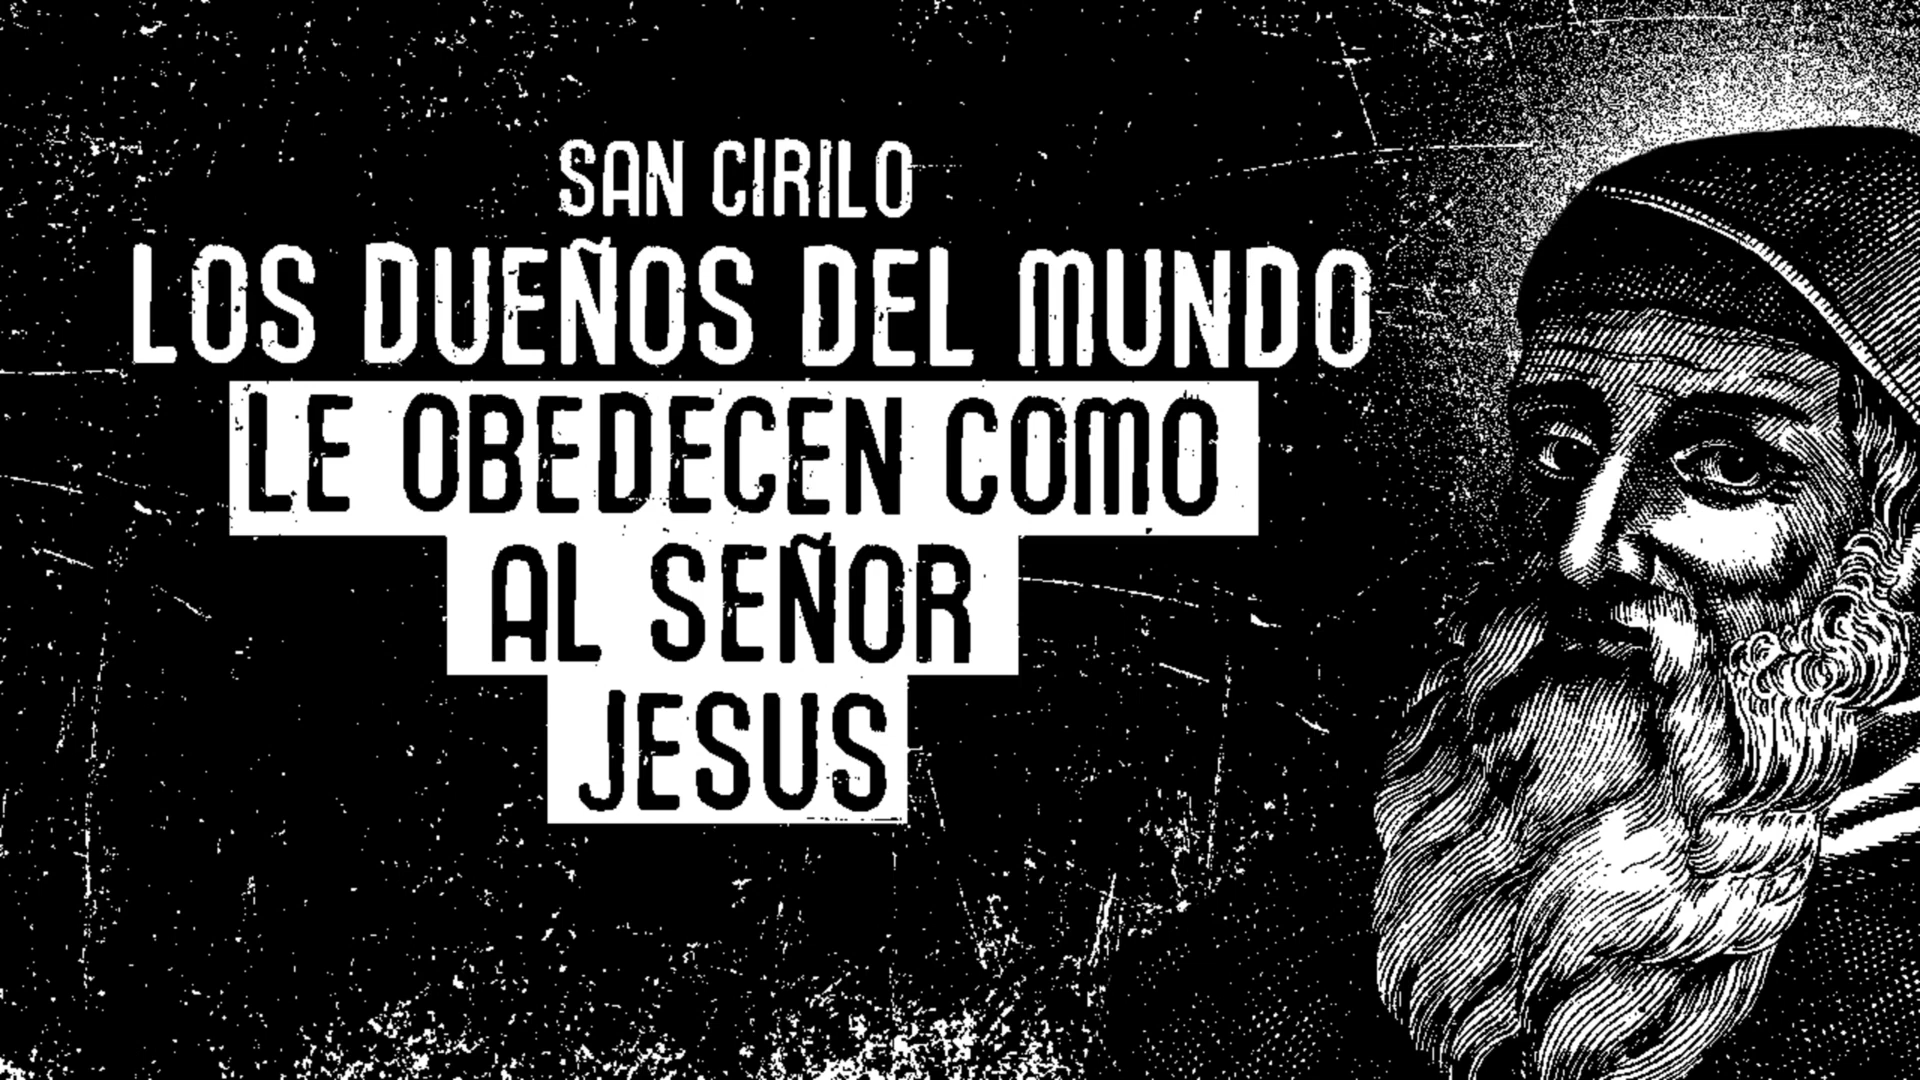 SAN CIRILO
LOS DUEÑOS DEL MUNDO
LE OBEDECEN COMO
AL SEÑOR
JESUS